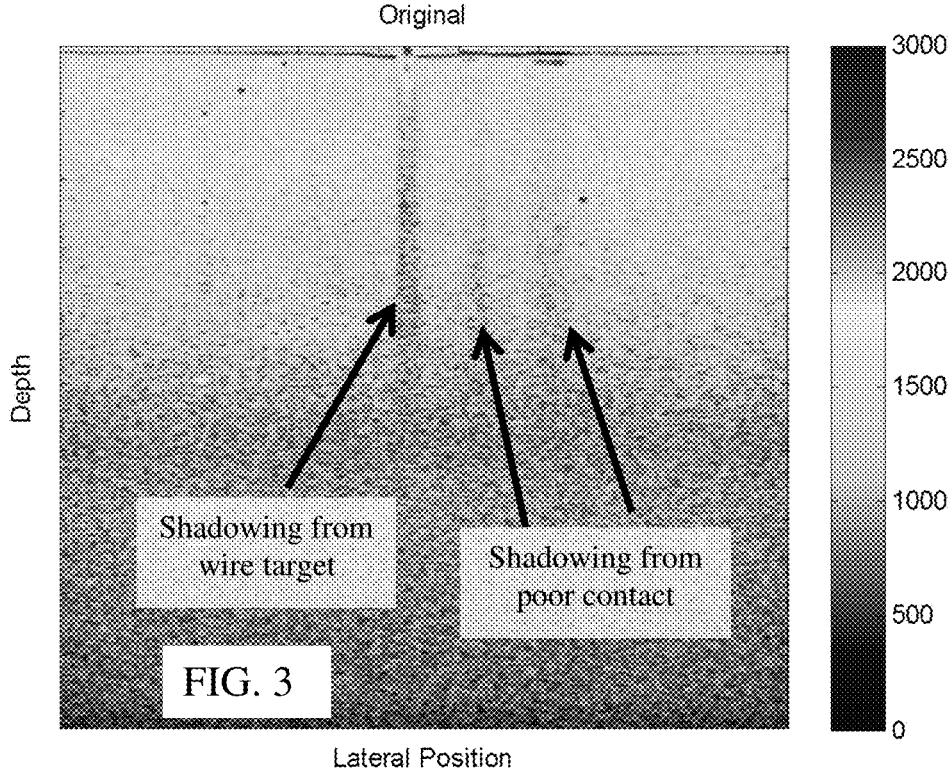 Original
3000
2500
2000
1500
1000
500
0
Depth
Shadowing from
wire target
Shadowing from
poor contact
FIG. 3
Lateral Position